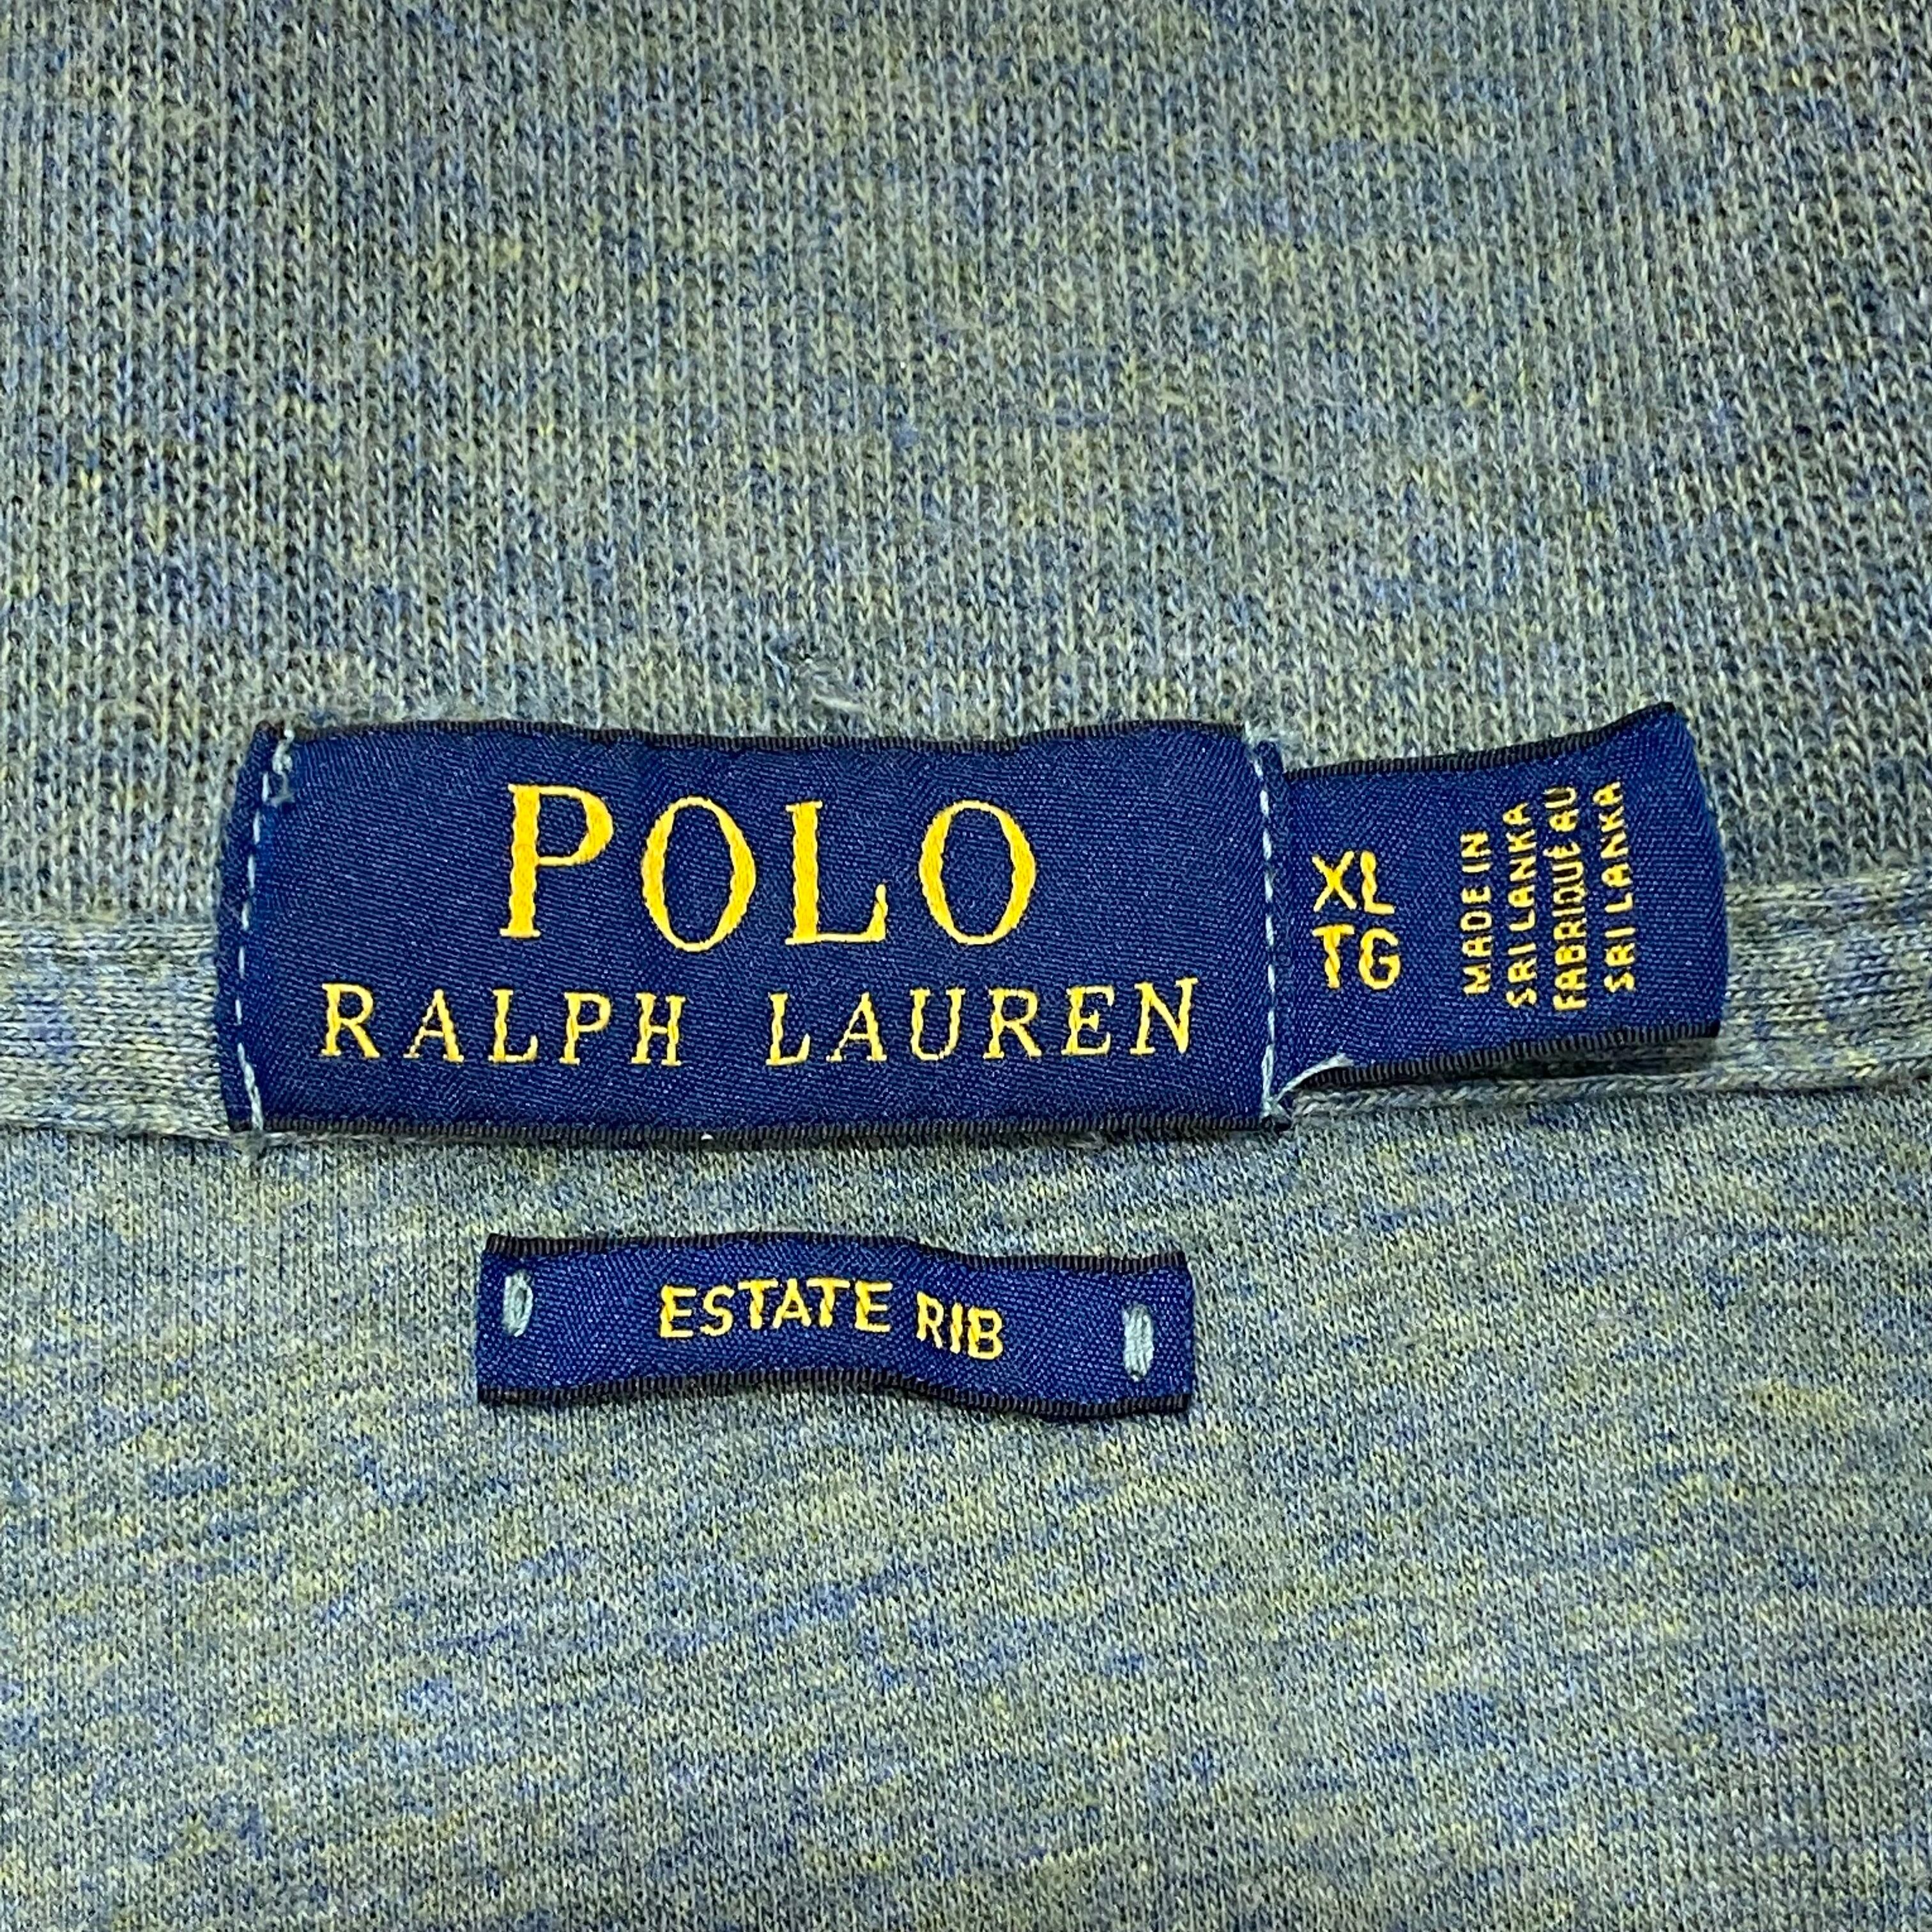 POLO
RALPH LAUREN
XL
TG
MADE IN
SRI LANKA
FABRIQUÉ AU
SRI LANKA
ESTATE RIB